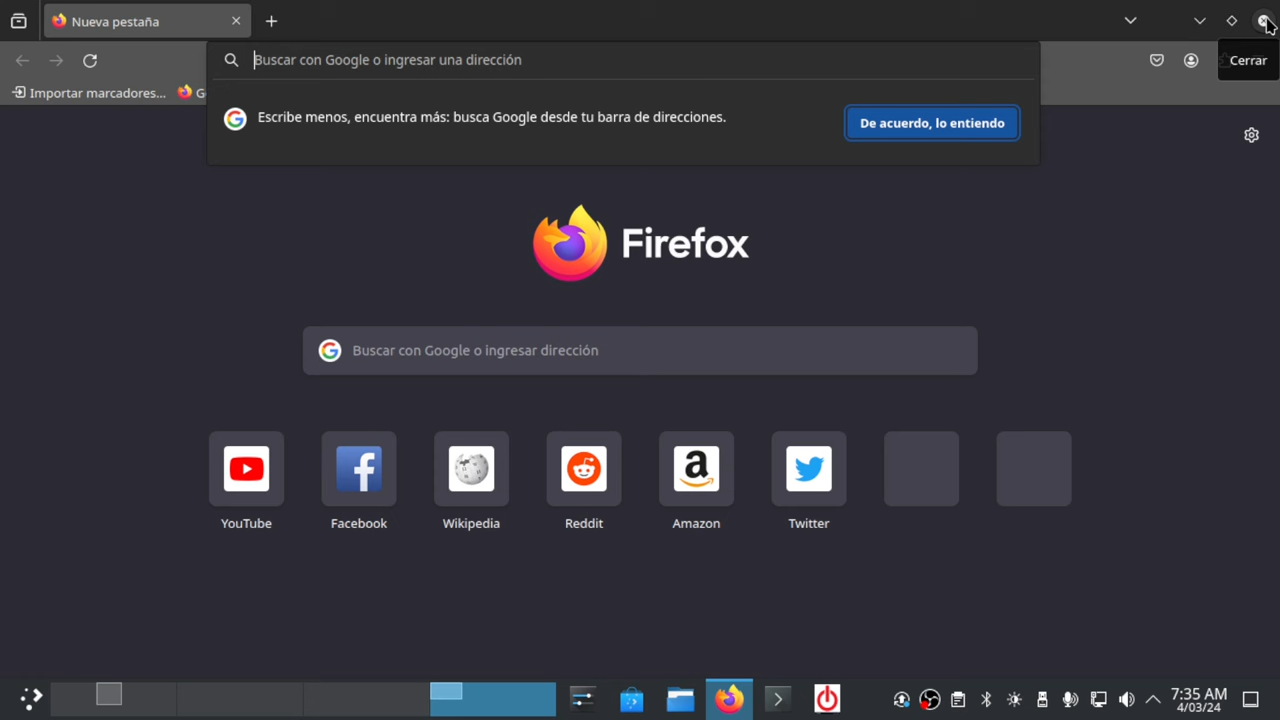 Nueva pestaña
Buscar con Google o ingresar una dirección
Cerrar
Importar marcadores...
G
Escribe menos, encuentra más: busca Google desde tu barra de direcciones.
De acuerdo, lo entiendo
Firefox
Buscar con Google o ingresar dirección
YouTube
Facebook
Wikipedia
Reddit
Amazon
Twitter
7:35 AM
4/03/24